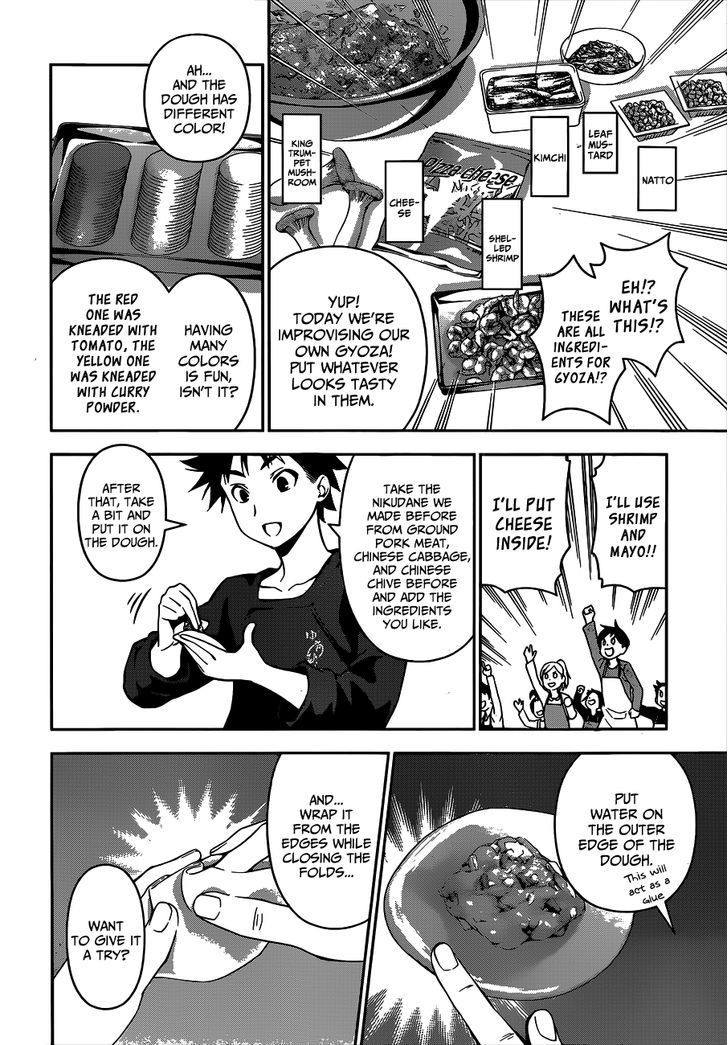 EH!?
WHAT'S
THIS!?
THESE
ARE ALL
INGREDI-
ENTS FOR
GYOZA!?
NATTO
LEAF
MUS-
TARD
KIMCHI
SHEL-
LED
SHRIMP
Pizza cheese
CHEE-
SE
KING
TRUM-
PET
MUSH-
ROOM
YUP!
TODAY WE'RE
IMPROVISING OUR
OWN GYOZA!
PUT WHATEVER
LOOKS TASTY
IN THEM.
AH...
AND THE
DOUGH HAS
DIFFERENT
COLOR!
HAVING
MANY
COLORS
IS FUN,
ISN'T IT?
THE RED
ONE WAS
KNEADED WITH
TOMATO, THE
YELLOW ONE
WAS KNEADED
WITH CURRY
POWDER.
I'LL USE
SHRIMP
AND
MAYO!!
I'LL PUT
CHEESE
INSIDE!
TAKE THE
NIKUDANE WE
MADE BEFORE
FROM GROUND
PORK MEAT,
CHINESE CABBAGE,
AND CHINESE
CHIVE BEFORE
AND ADD THE
INGREDIENTS
YOU LIKE.
AFTER
THAT, TAKE
A BIT AND
PUT IT ON
THE DOUGH.
PUT
WATER ON
THE OUTER
EDGE OF THE
DOUGH.
This will
act as a
Glue
AND...
WRAP IT
FROM THE
EDGES WHILE
CLOSING THE
FOLDS...
WANT
TO GIVE IT
A TRY?